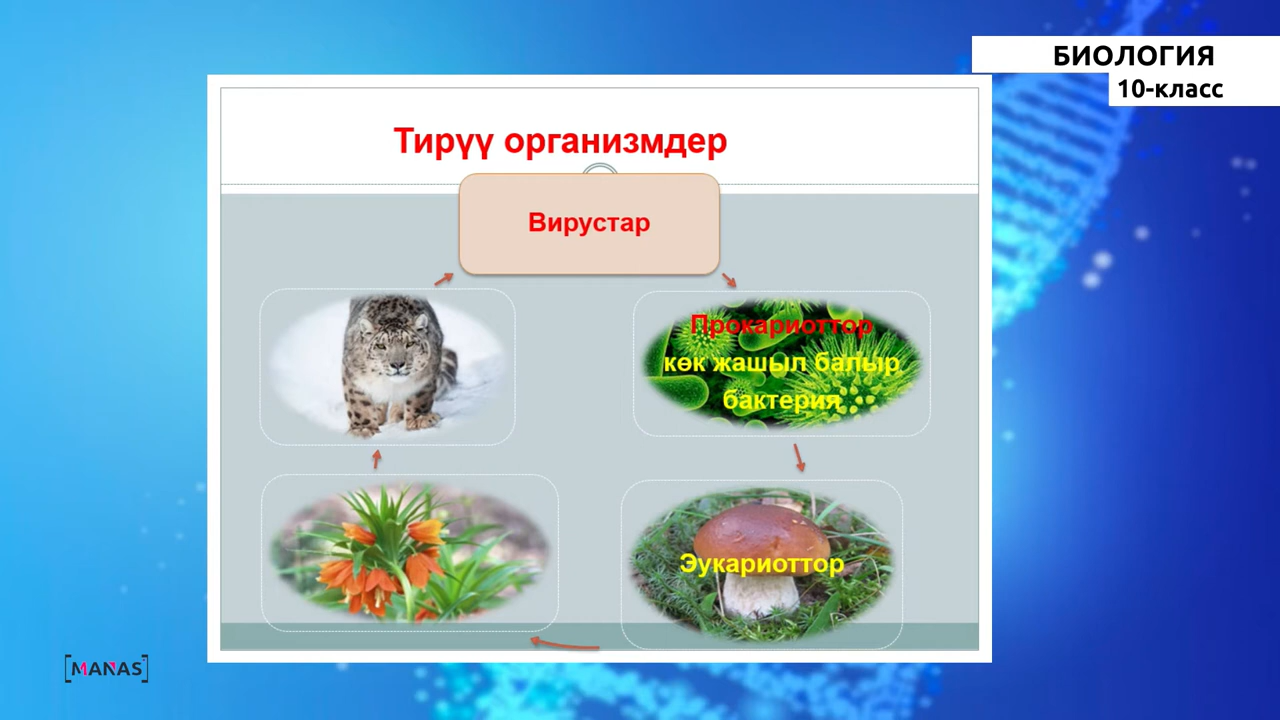 БИОЛОГИЯ
10-класс
Тирүү организмдер
Вирустар
Прокариоттор
көк жашыл балыр
бактерия
Эукариоттор
[MANAS]